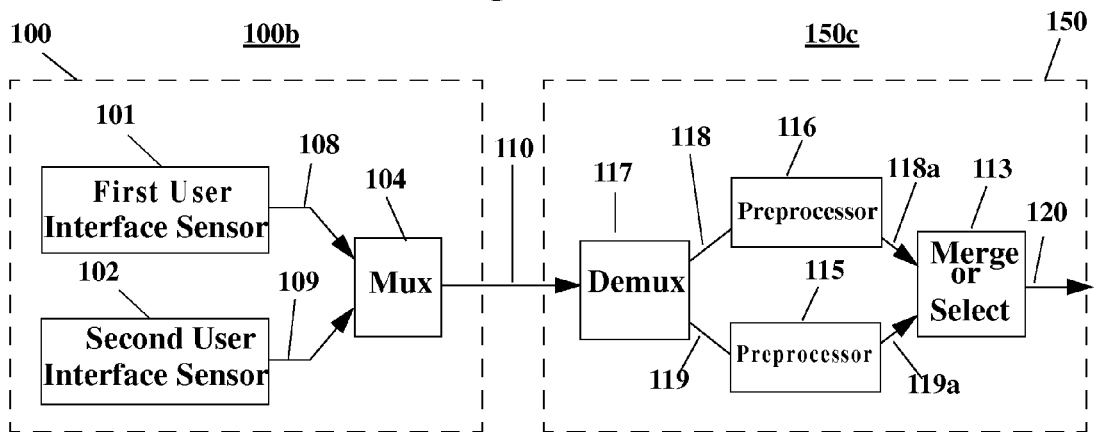 100
100b
150c
150
101
108
110
118
116
118a
113
117
104
120
First User
Interface Sensor
Preprocessor
Merge
or
Select
Mux
Demux
102
109
115
Second User
Interface Sensor
Preprocessor
119
119a